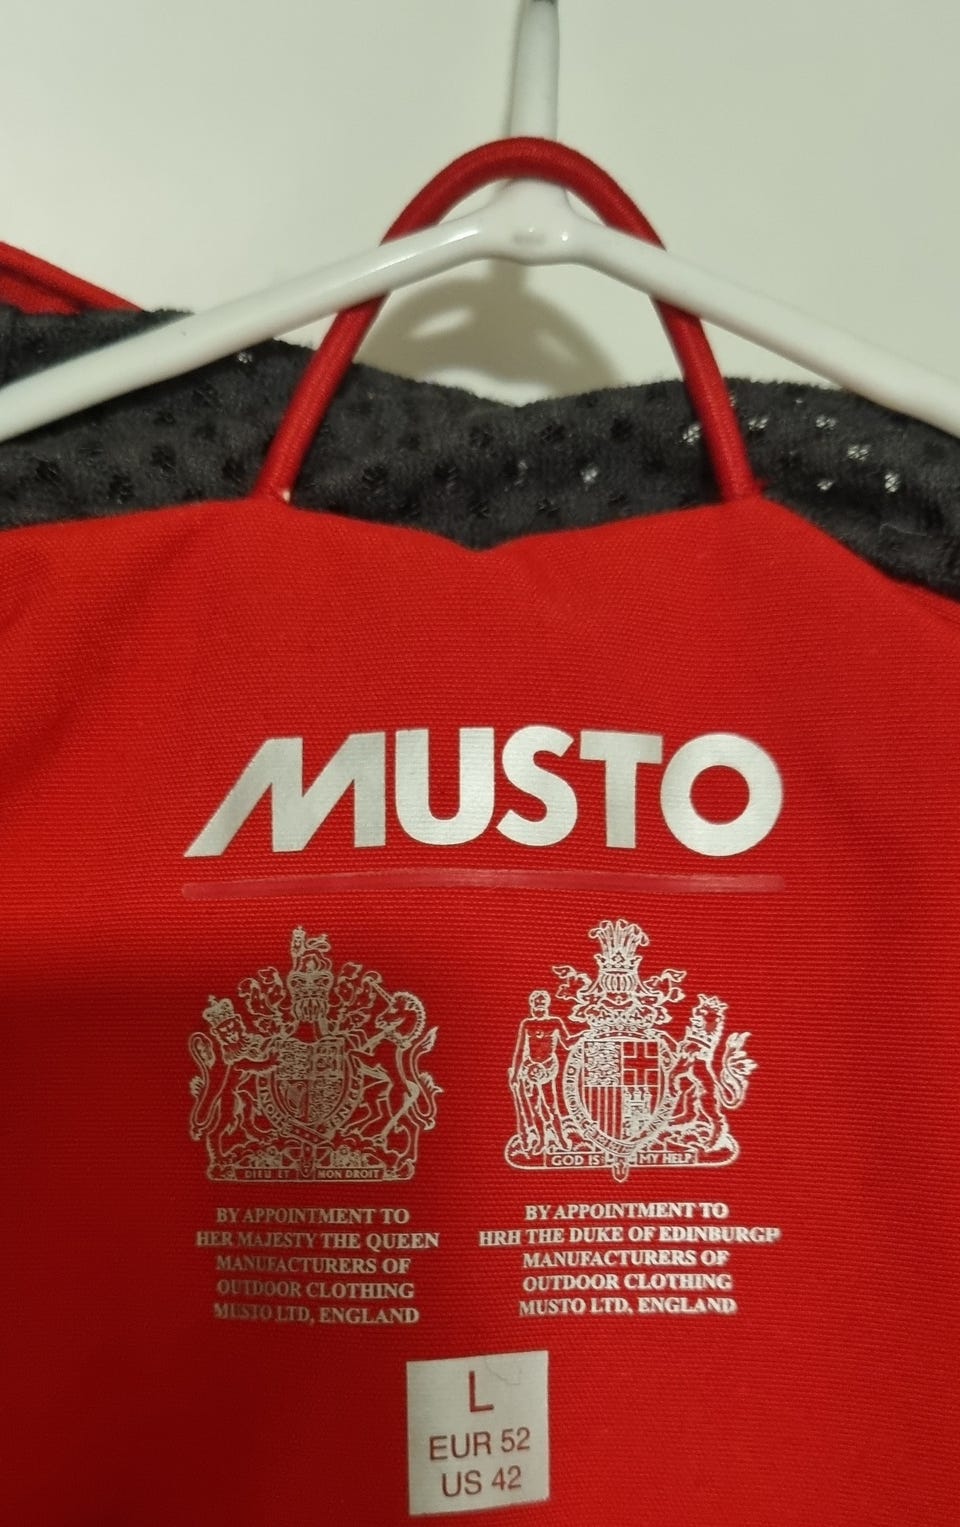 MUSTO
DIEU ET MON DROIT
GOD IS MY HELP
BY APPOINTMENT TO
HER MAJESTY THE QUEEN
MANUFACTURERS OF
OUTDOOR CLOTHING
MUSTO LTD, ENGLAND
BY APPOINTMENT TO
HRH THE DUKE OF EDINBURGH
MANUFACTURERS OF
OUTDOOR CLOTHING
MUSTO LTD, ENGLAND
L
EUR 52
US 42